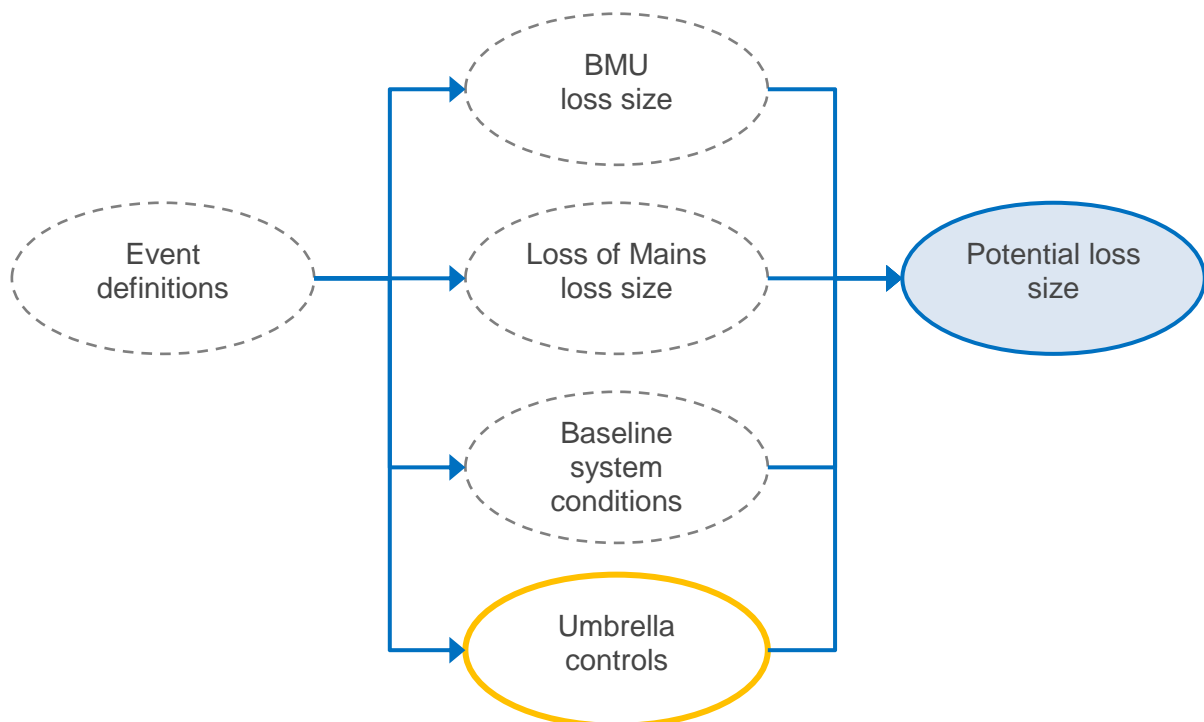 BMU
loss size
Event
definitions
Loss of Mains
loss size
Potential loss
size
Baseline
system
conditions
Umbrella
controls